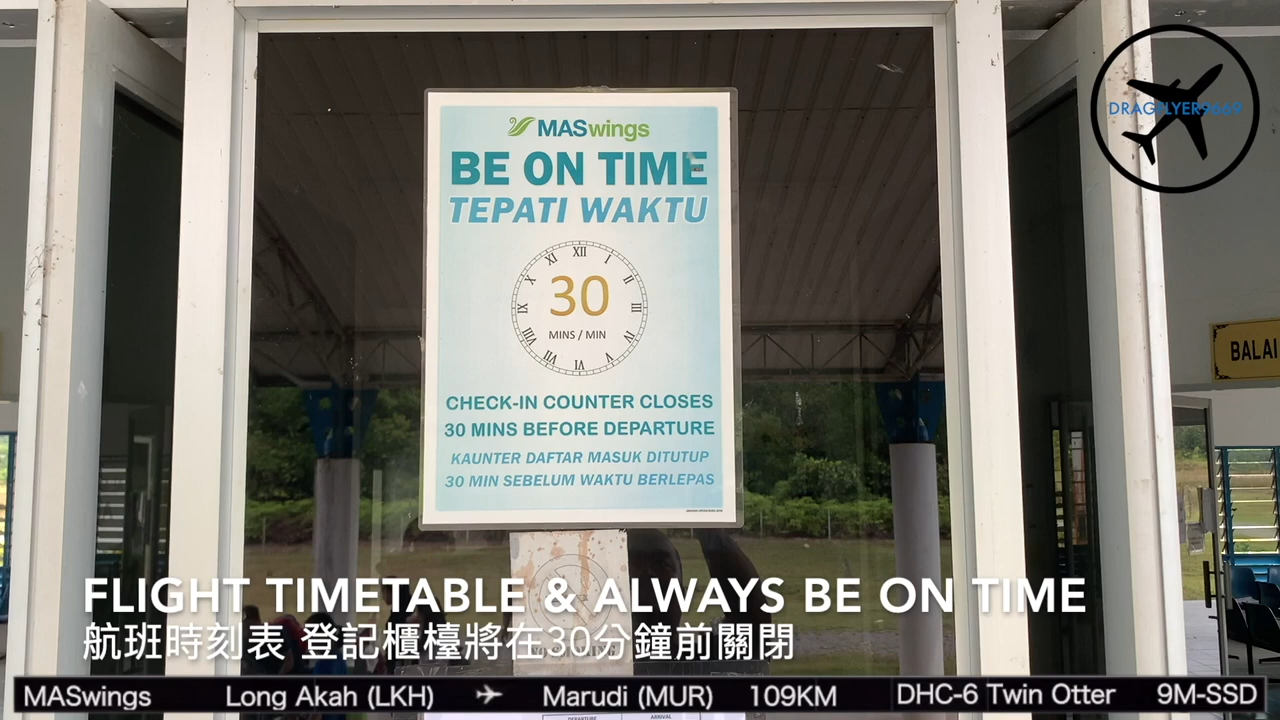 MASwings
BE ON TIME
TEPATI WAKTU
XII
I
II
III
IV
V
VI
VII
VIII
IX
X
XI
30
MINS / MIN
CHECK-IN COUNTER CLOSES
30 MINS BEFORE DEPARTURE
KAUNTER DAFTAR MASUK DITUTUP
30 MIN SEBELUM WAKTU BERLEPAS
DRAGFLYER9669
BALAI
FLIGHT TIMETABLE & ALWAYS BE ON TIME
航班時刻表 登記櫃檯將在30分鐘前關閉
MASwings Long Akah (LKH) Marudi (MUR) 109KM DHC-6 Twin Otter 9M-SSD
DEPARTURE ARRIVAL